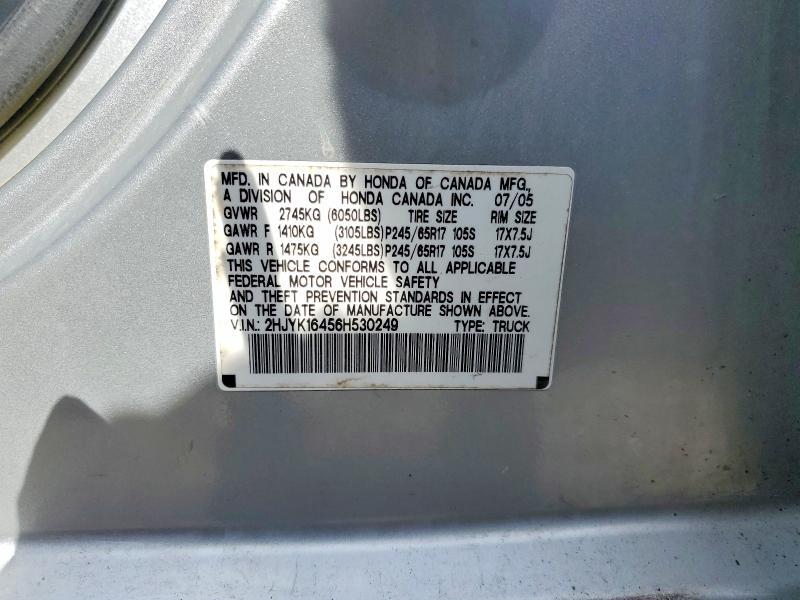 MFD. IN CANADA BY HONDA OF CANADA MFG.,
A DIVISION OF HONDA CANADA INC. 07/05
GVWR 2745KG (6050LBS) TIRE SIZE RIM SIZE
GAWR F 1410KG (3105LBS) P245/65R17 105S 17X7.5J
GAWR R 1475KG (3245LBS) P245/65R17 105S 17X7.5J
THIS VEHICLE CONFORMS TO ALL APPLICABLE
FEDERAL MOTOR VEHICLE SAFETY
AND THEFT PREVENTION STANDARDS IN EFFECT
ON THE DATE OF MANUFACTURE SHOWN ABOVE.
V.I.N.: 2HJYK16456H530249 TYPE: TRUCK